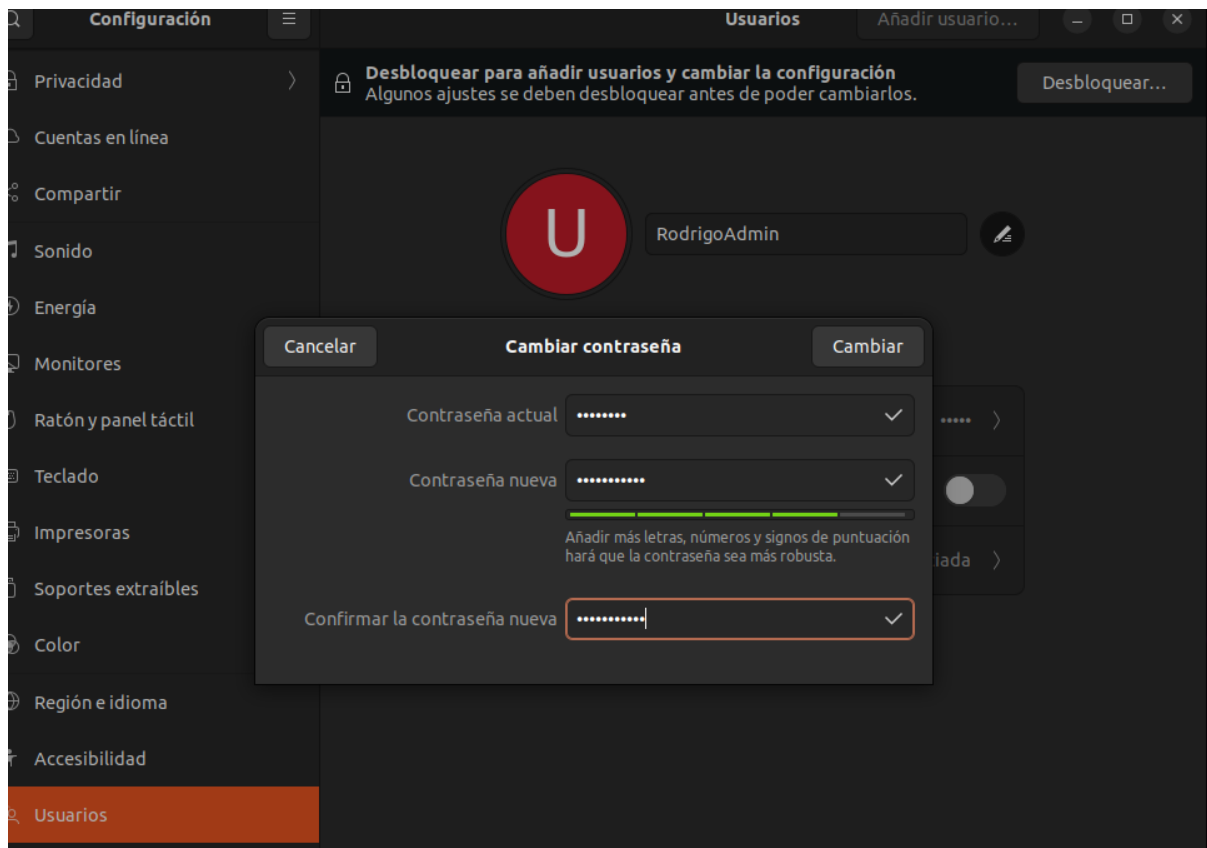 Configuración
Usuarios
Añadir usuario...
Privacidad
Desbloquear para añadir usuarios y cambiar la configuración
Algunos ajustes se deben desbloquear antes de poder cambiarlos.
Desbloquear...
Cuentas en línea
Compartir
U
RodrigoAdmin
Sonido
Energía
Cancelar
Cambiar contraseña
Cambiar
Monitores
Contraseña actual ••••••••
•••••
Ratón y panel táctil
Teclado
Contraseña nueva •••••••••••
Impresoras
Añadir más letras, números y signos de puntuación
hará que la contraseña sea más robusta.
iada
Soportes extraíbles
Confirmar la contraseña nueva •••••••••••
Color
Región e idioma
Accesibilidad
Usuarios